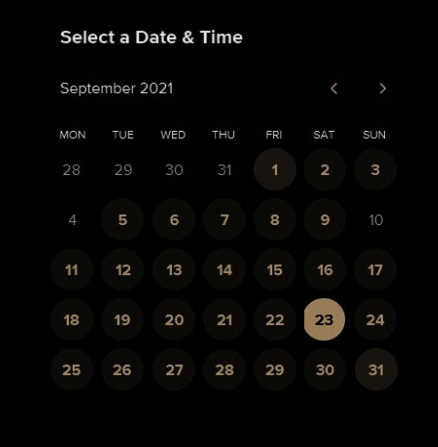 Select a Date & Time
September 2021
MON TUE WED THU FRI SAT SUN
28 29 30 31 1 2 3
4 5 6 7 8 9 10
11 12 13 14 15 16 17
18 19 20 21 22 23 24
25 26 27 28 29 30 31